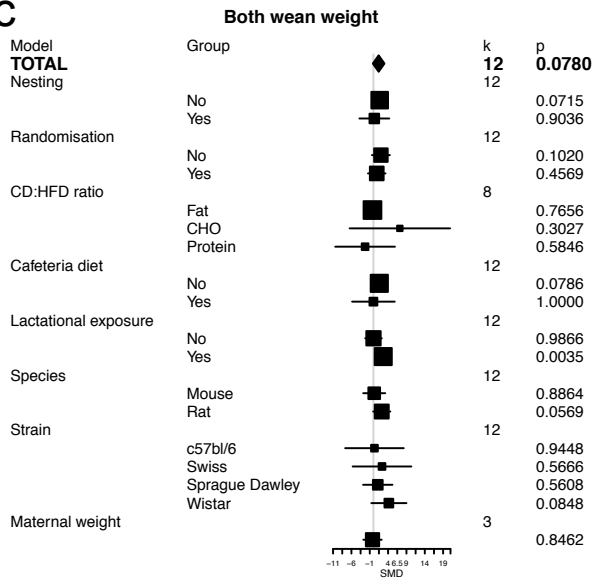 C
Both wean weight
Model Group k p
TOTAL 12 0.0780
Nesting 12
No 0.0715
Yes 0.9036
Randomisation 12
No 0.1020
Yes 0.4569
CD:HFD ratio 8
Fat 0.7656
CHO 0.3027
Protein 0.5846
Cafeteria diet 12
No 0.0786
Yes 1.0000
Lactational exposure 12
No 0.9866
Yes 0.0035
Species 12
Mouse 0.8864
Rat 0.0569
Strain 12
c57bl/6 0.9448
Swiss 0.5666
Sprague Dawley 0.5608
Wistar 0.0848
Maternal weight 3
0.8462
−11 −6 −1 4 6.5 9 14 19
SMD